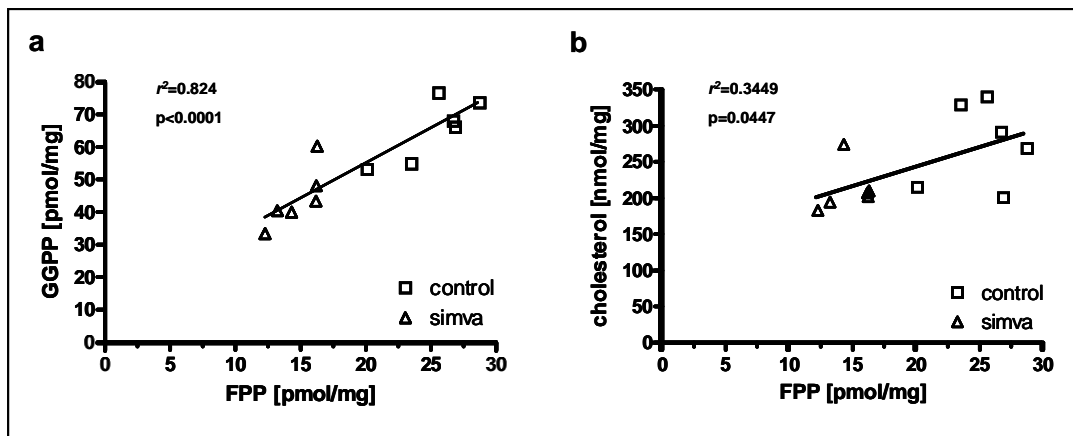 a
r²=0.824
p<0.0001
GGPP [pmol/mg]
80
70
60
50
40
30
20
10
0
0 5 10 15 20 25 30
FPP [pmol/mg]
control
simva
b
r²=0.3449
p=0.0447
cholesterol [nmol/mg]
350
300
250
200
150
100
50
0
0 5 10 15 20 25 30
FPP [pmol/mg]
control
simva